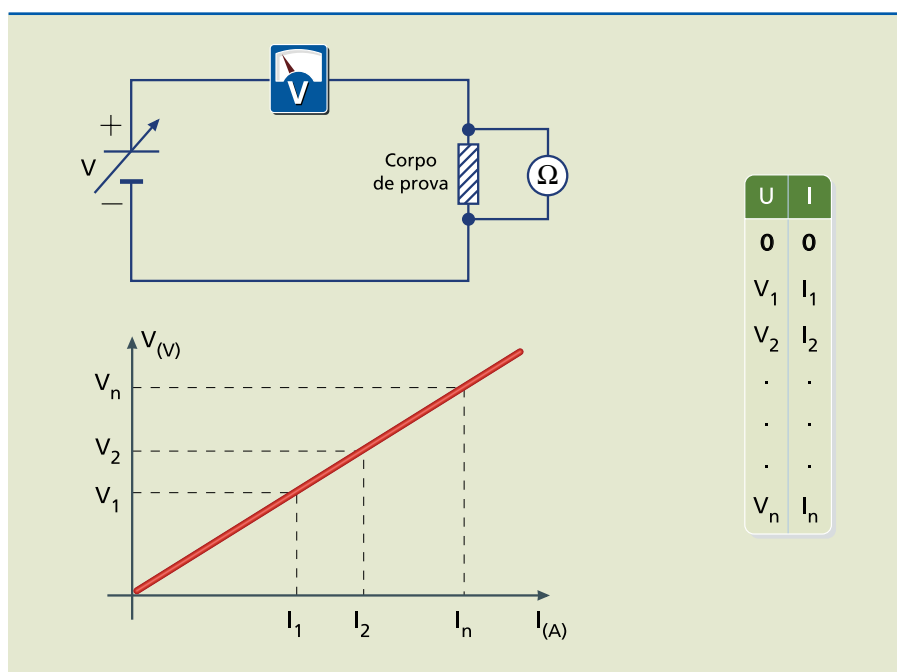 V
+
V
—
Corpo
de prova
Ω
U I
0 0
V1 I1
V2 I2
. .
. .
. .
Vn In
V(V)
Vn
V2
V1
I1 I2 In I(A)